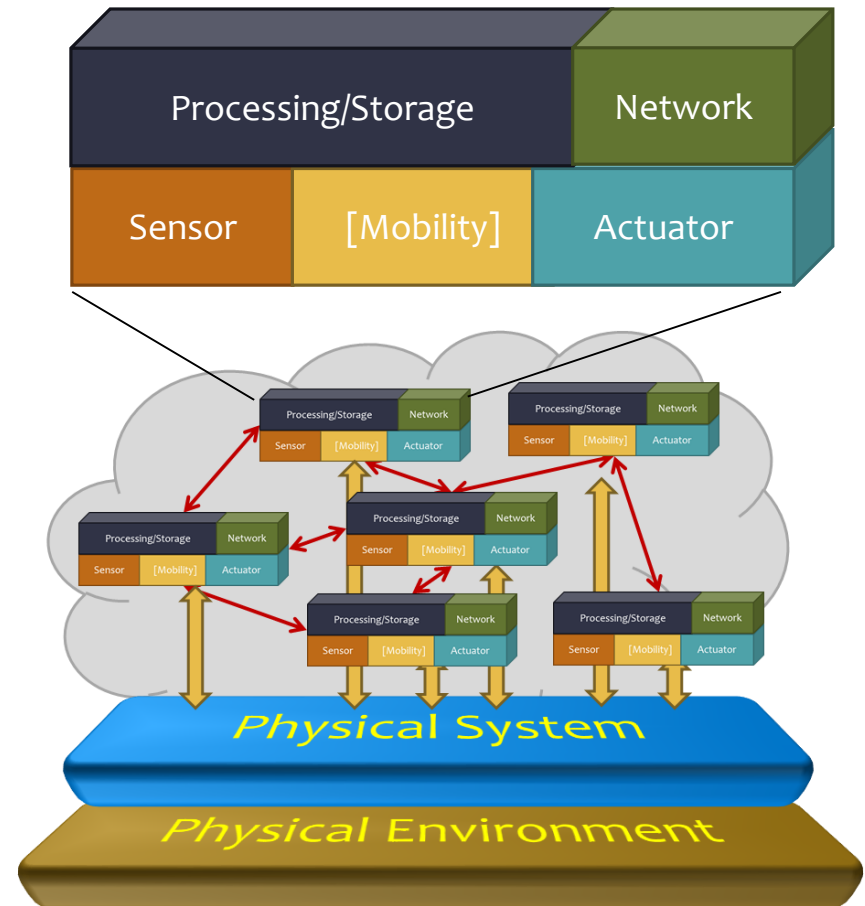 Processing/Storage Network
Sensor [Mobility] Actuator
Processing/Storage Network
Sensor [Mobility] Actuator
Processing/Storage Network
Sensor [Mobility] Actuator
Processing/Storage Network
Sensor [Mobility] Actuator
Processing/Storage Network
Sensor [Mobility] Actuator
Processing/Storage Network
Sensor [Mobility] Actuator
Processing/Storage Network
Sensor [Mobility] Actuator
Physical System
Physical Environment